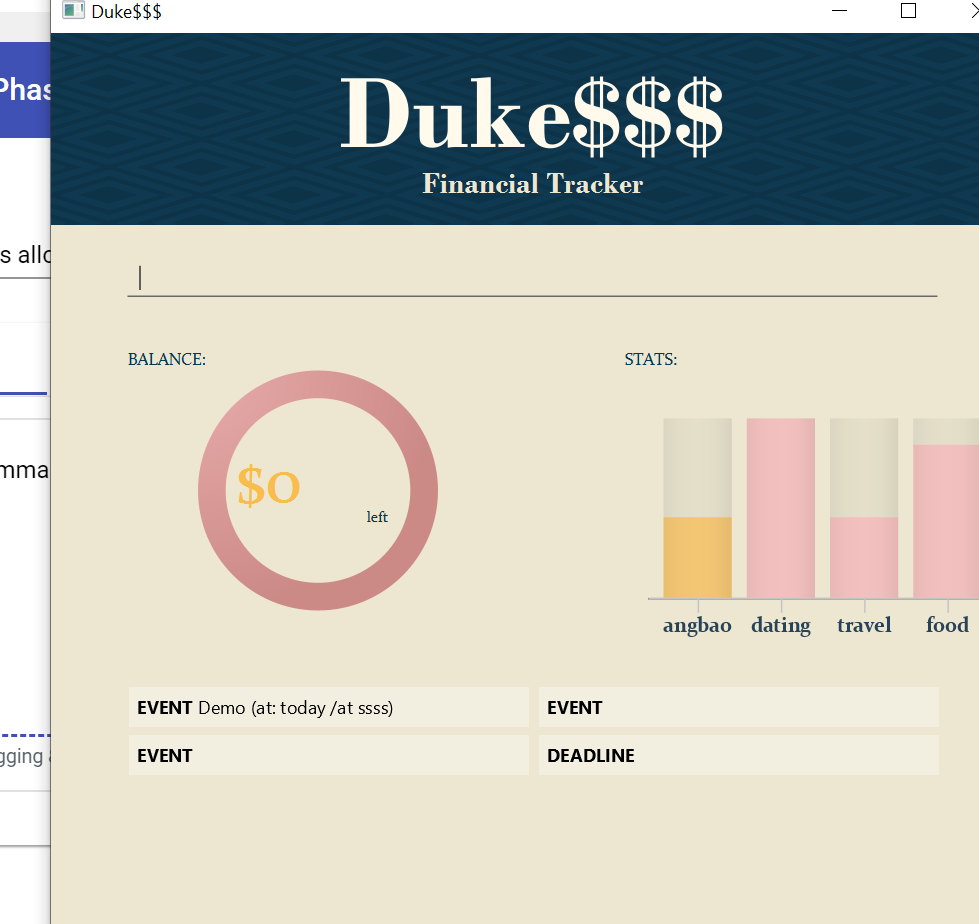 Duke$$$
Phas
Duke$$$
Financial Tracker
s allo
BALANCE:
STATS:
mma
$0
left
angbao dating travel food
EVENT Demo (at: today /at ssss)
EVENT
EVENT
DEADLINE
gging a